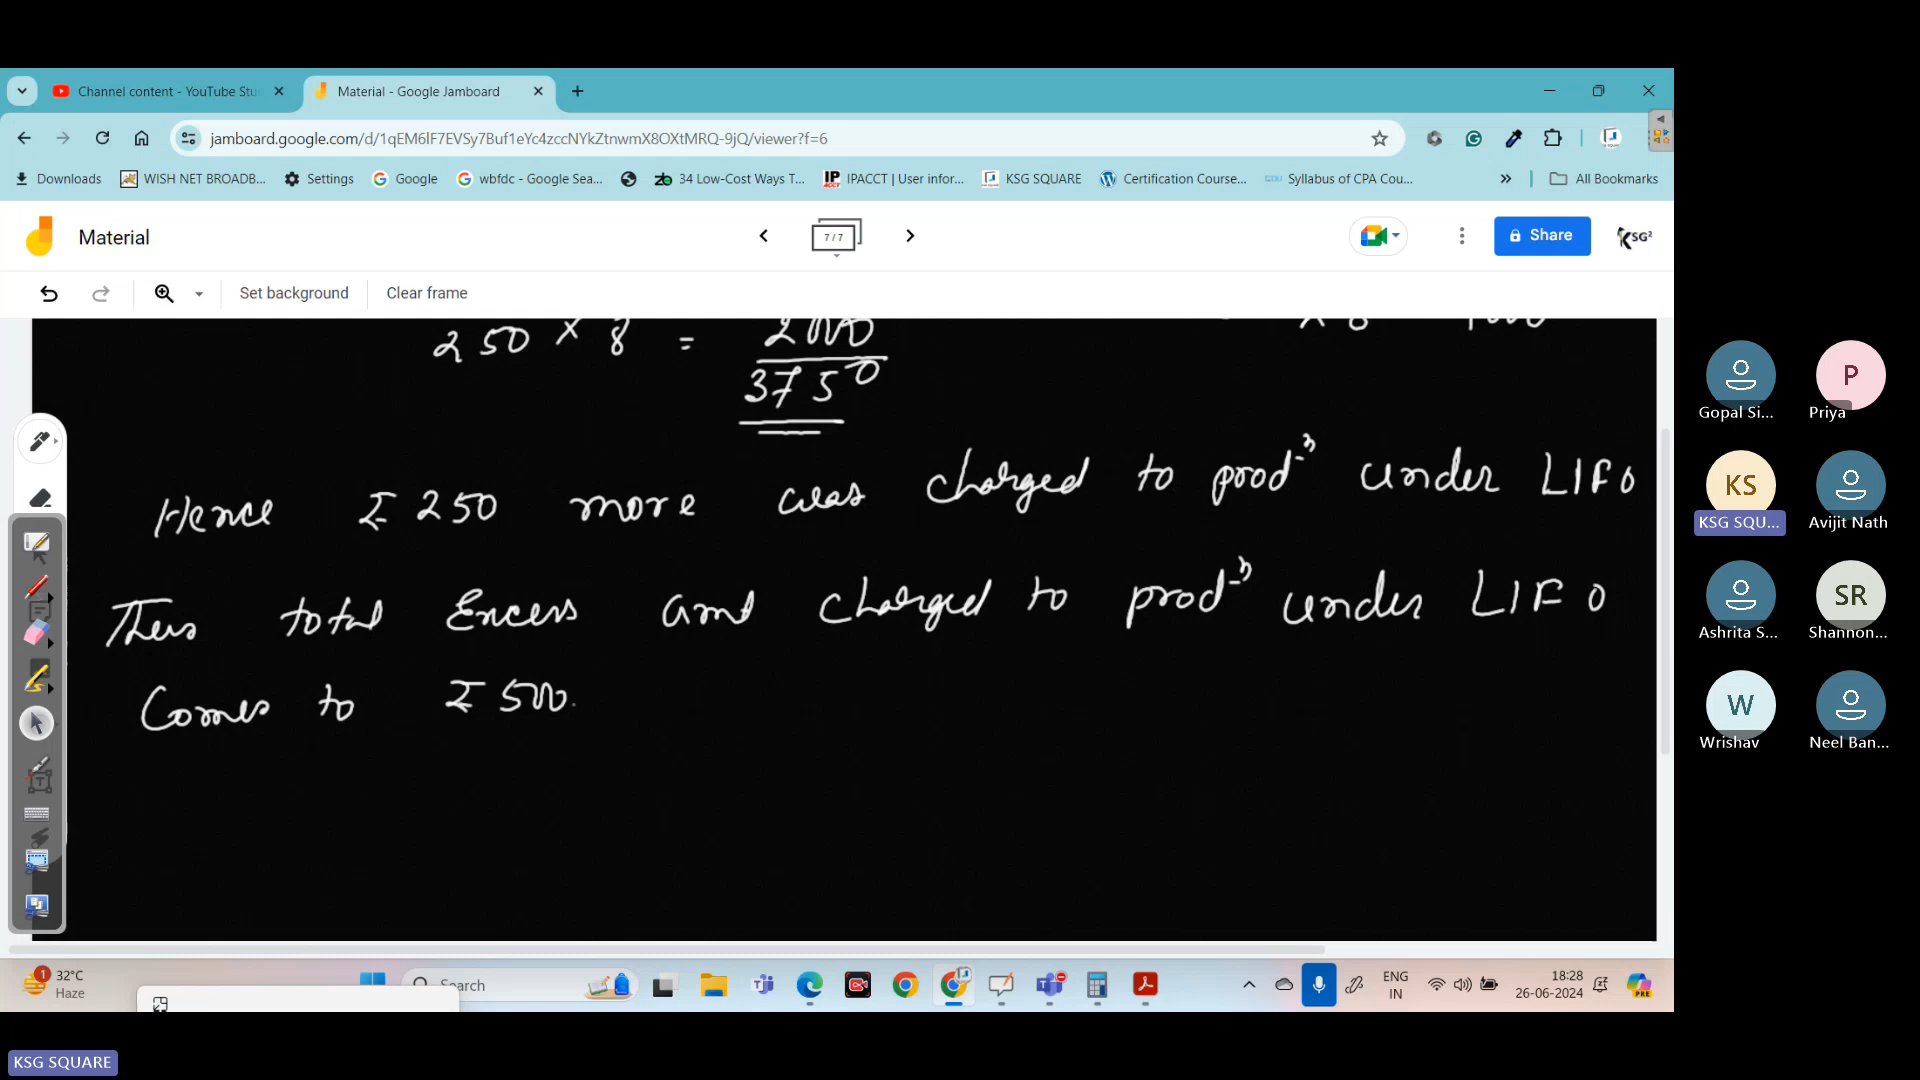 Channel content - YouTube Stu
Material - Google Jamboard
jamboard.google.com/d/1qEM6lF7EVSy7Buf1eYc4zccNYkZtnwmX8OXtMRQ-9jQ/viewer?f=6
Downloads WISH NET BROADB... Settings Google wbfdc - Google Sea... 34 Low-Cost Ways T... IPACCT | User infor... KSG SQUARE Certification Course... Syllabus of CPA Cou... » All Bookmarks
Material 7 / 7 Share KSG²
Set background Clear frame
250 × 8 = 2000
3750
Hence ₹ 250 more was charged to prodⁿ under LIFO
Thus total Excess amt charged to prodⁿ under LIFO
Comes to ₹ 500.
Gopal Si... P Priya
KS KSG SQU... Avijit Nath
Ashrita S... SR Shannon...
W Wrishav Neel Ban...
1 32°C
Haze
Search
ENG
IN
18:28
26-06-2024
PRE
KSG SQUARE